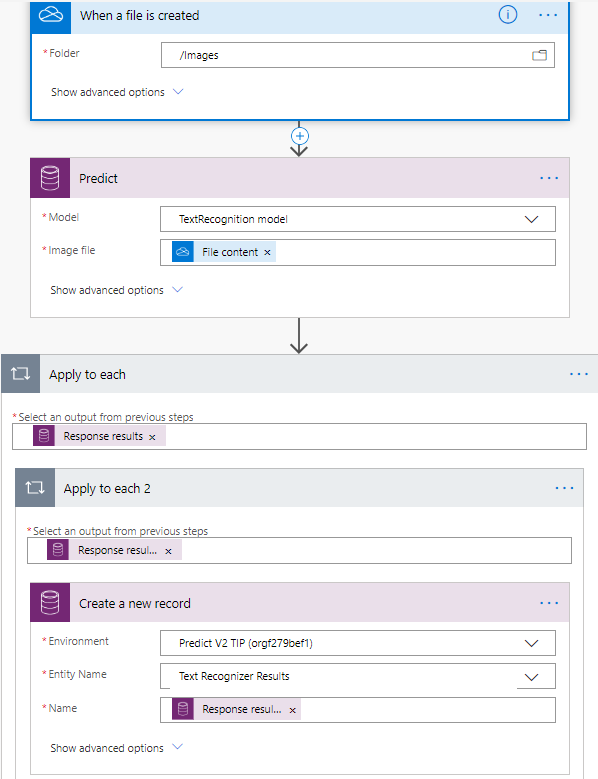 When a file is created
* Folder
/Images
Show advanced options
Predict
* Model
TextRecognition model
* Image file
File content ×
Show advanced options
Apply to each
* Select an output from previous steps
Response results ×
Apply to each 2
* Select an output from previous steps
Response resul... ×
Create a new record
* Environment
Predict V2 TIP (orgf279bef1)
* Entity Name
Text Recognizer Results
* Name
Response resul... ×
Show advanced options